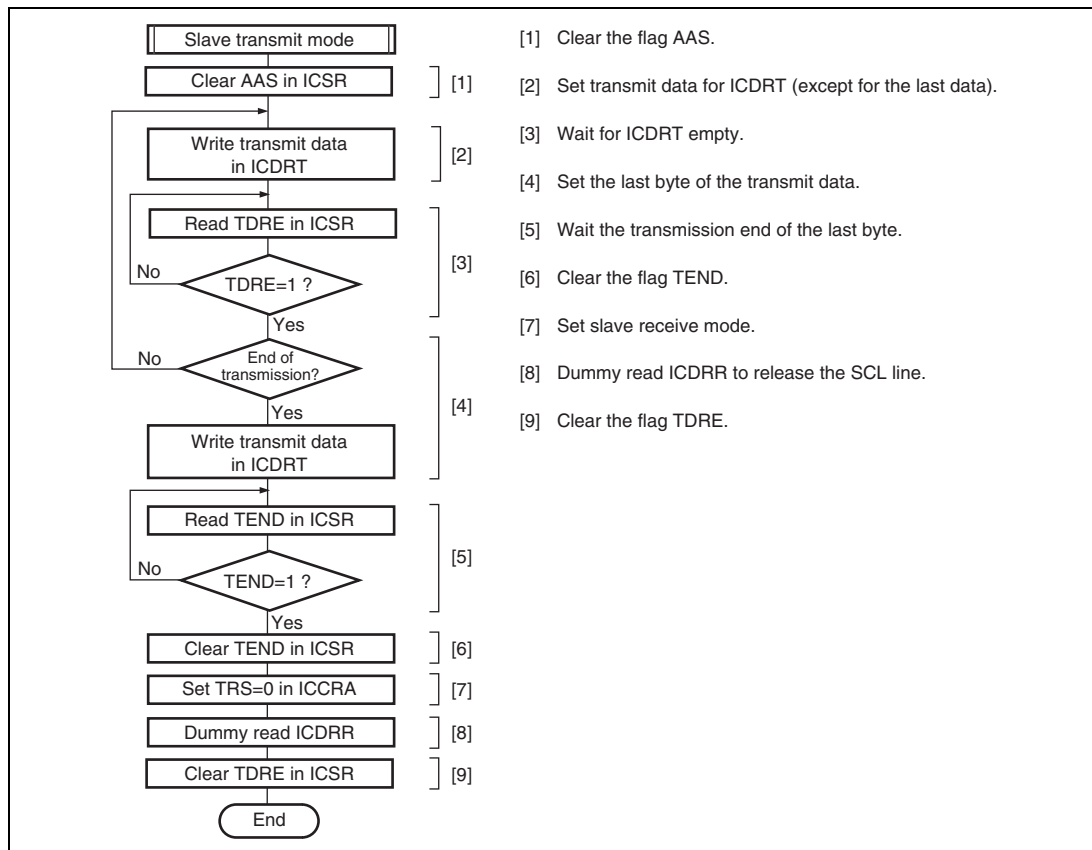 Slave transmit mode
Clear AAS in ICSR
[1]
Write transmit data
in ICDRT
[2]
Read TDRE in ICSR
No
TDRE=1 ?
[3]
Yes
No
End of
transmission?
[4]
Yes
Write transmit data
in ICDRT
Read TEND in ICSR
No
TEND=1 ?
[5]
Yes
Clear TEND in ICSR
[6]
Set TRS=0 in ICCRA
[7]
Dummy read ICDRR
[8]
Clear TDRE in ICSR
[9]
End
[1] Clear the flag AAS.
[2] Set transmit data for ICDRT (except for the last data).
[3] Wait for ICDRT empty.
[4] Set the last byte of the transmit data.
[5] Wait the transmission end of the last byte.
[6] Clear the flag TEND.
[7] Set slave receive mode.
[8] Dummy read ICDRR to release the SCL line.
[9] Clear the flag TDRE.